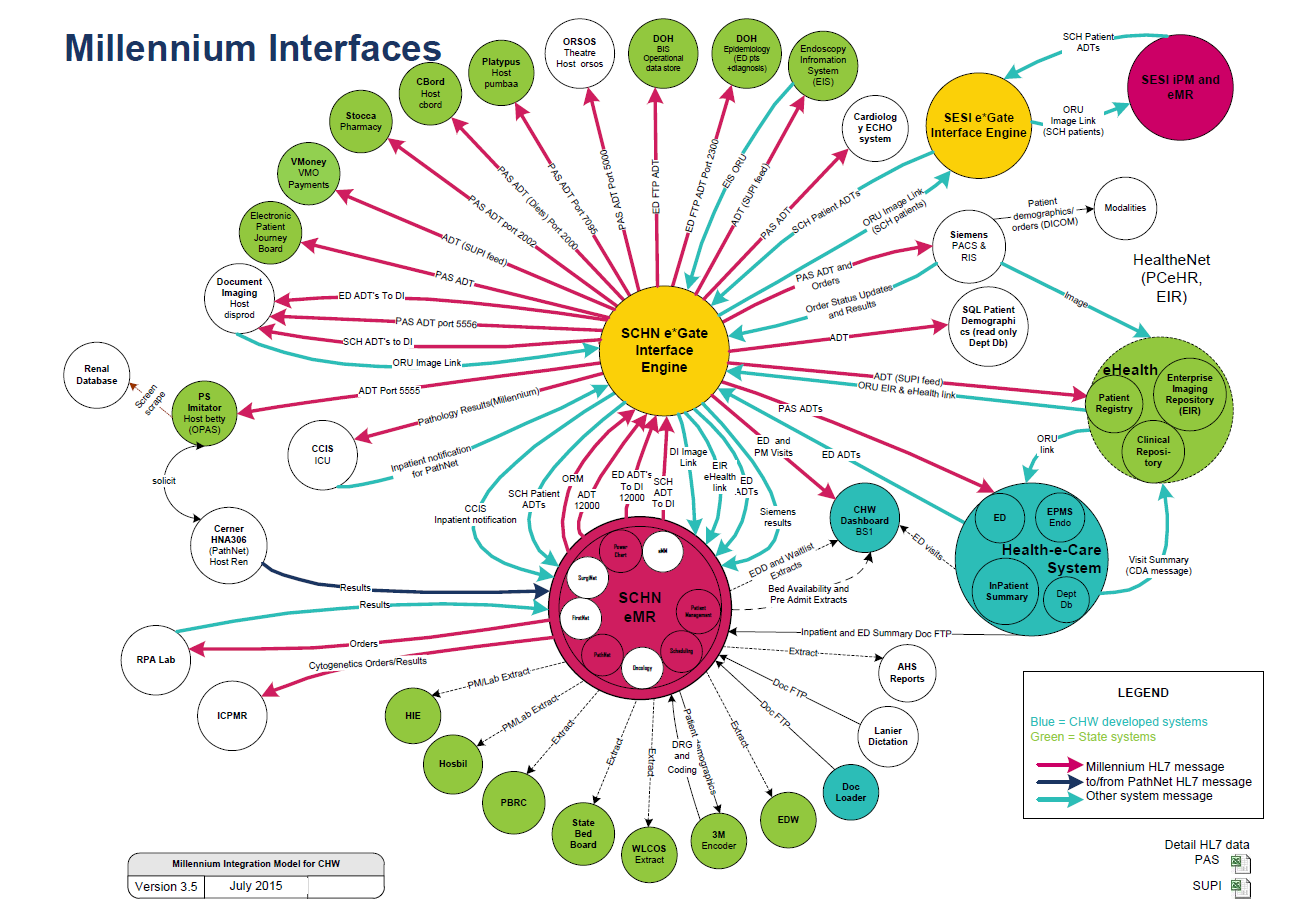 Millennium Interfaces
ORSOS
Theatre
Host orsos
DOH
BIS
Operational
data store
DOH
Epidemiology
(ED pts
+diagnosis)
Endoscopy
Infromation
System
(EIS)
Platypus
Host
pumbaa
CBord
Host
cbord
Stocca
Pharmacy
VMoney
VMO
Payments
Electronic
Patient
Journey
Board
Document
Imaging
Host
disprod
Cardiolog
y ECHO
system
SESI e*Gate
Interface Engine
SESI iPM and
eMR
SCH Patient
ADTs
ORU
Image Link
(SCH patients)
Siemens
PACS &
RIS
Patient
demographics/
orders (DICOM)
Modalities
HealtheNet
(PCeHR,
EIR)
SQL Patient
Demographi
cs (read only
Dept Db)
Image
SCHN e*Gate
Interface
Engine
PAS ADT
ADT (SUPI feed)
PAS ADT port 2002
PAS ADT (Diets) Port 2000
PAS ADT Port 7095
PAS ADT Port 5000
ED FTP ADT
ED FTP ADT Port 2300
EIS ORU
ADT (SUPI feed)
PAS ADT
SCH Patient ADTs
ORU Image Link
(SCH patients)
PAS ADT and
Orders
Order Status Updates
and Results
ADT
ADT (SUPI feed)
ORU EIR & eHealth link
PAS ADTs
ED ADTs
ED ADT's To DI
PAS ADT port 5556
SCH ADT's to DI
ORU Image Link
ADT Port 5555
Pathology Results(Millennium)
Inpatient notification
for PathNet
eHealth
Patient
Registry
Enterprise
Imaging
Repository
(EIR)
Clinical
Reposi-
tory
ORU
link
Renal
Database
Screen
scrape
PS
Imitator
Host betty
(OPAS)
CCIS
ICU
solicit
Cerner
HNA306
(PathNet)
Host Ren
CCIS
Inpatient notification
SCH Patient
ADTs
ORM
ADT
12000
ED ADT's
To DI
12000
SCH
ADT
To DI
DI Image
Link
EIR
eHealth
link
ED
ADTs
Siemens
results
ED and
PM Visits
CHW
Dashboard
BS1
ED visits
ED
EPMS
Endo
Health-e-Care
System
InPatient
Summary
Dept
Db
Visit Summary
(CDA message)
SCHN
eMR
Power
Chart
eMM
SurgiNet
FirstNet
PathNet
Oncology
Scheduling
Patient
Management
EDD and Waitlist
Extracts
Bed Availability and
Pre Admit Extracts
Inpatient and ED Summary Doc FTP
Results
Results
Orders
Cytogenetics Orders/Results
RPA Lab
ICPMR
Extract
AHS
Reports
Doc FTP
Lanier
Dictation
Doc FTP
Doc
Loader
PM/Lab Extract
HIE
PM/Lab Extract
Hosbil
Extract
PBRC
Extract
State
Bed
Board
Extract
WLCOS
Extract
Patient demographics
DRG
and
Coding
3M
Encoder
Extract
EDW
LEGEND
Blue = CHW developed systems
Green = State systems
Millennium HL7 message
to/from PathNet HL7 message
Other system message
Detail HL7 data
PAS
SUPI
Millennium Integration Model for CHW
Version 3.5
July 2015